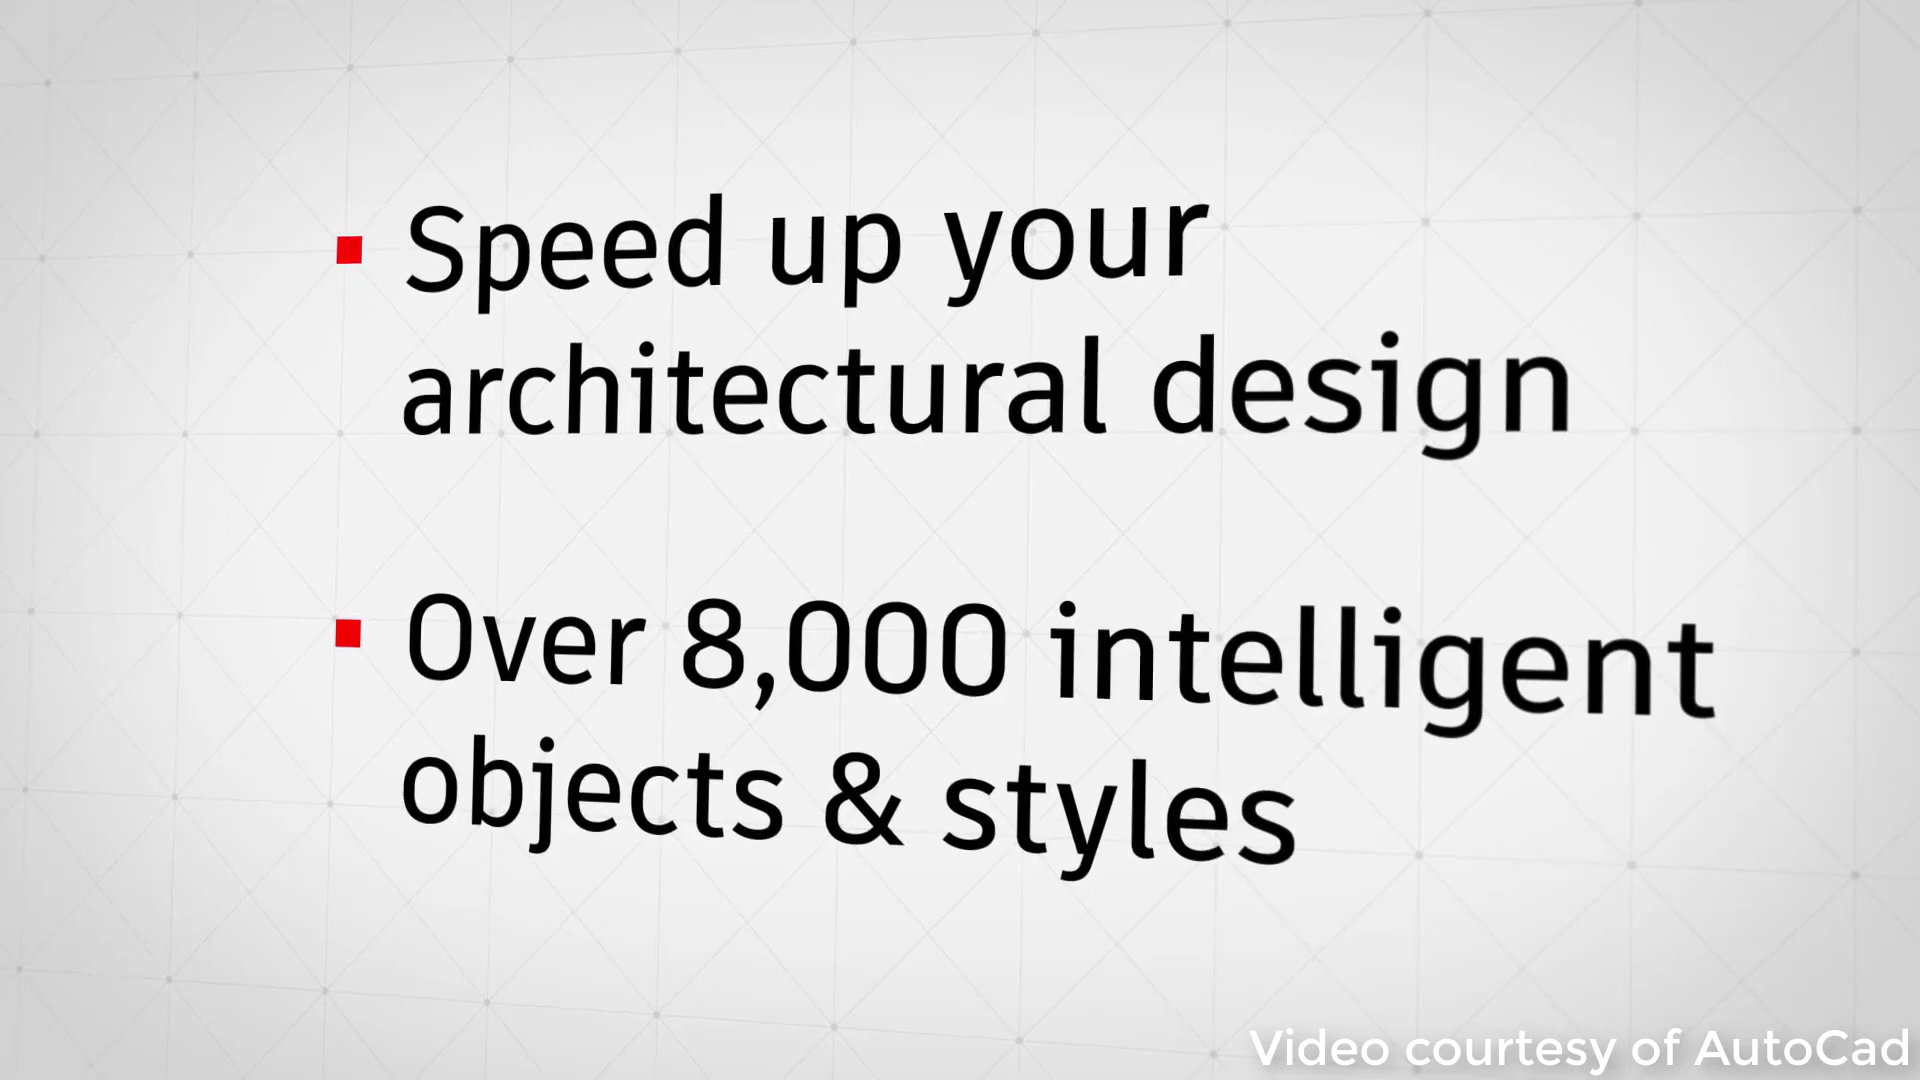 Speed up your
architectural design
Over 8,000 intelligent
objects & styles
Video courtesy of AutoCad